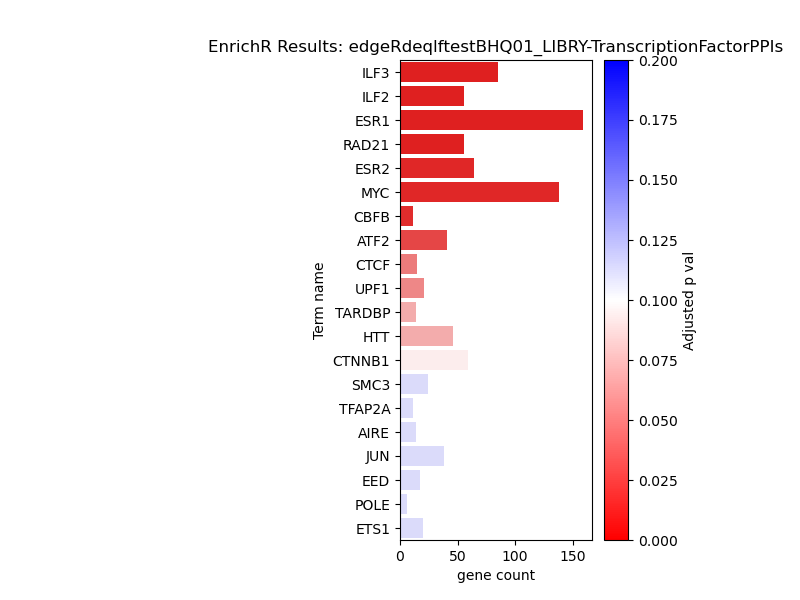 EnrichR Results: edgeRdeqlftestBHQ01_LIBRY-TranscriptionFactorPPIs
Term name
ILF3
ILF2
ESR1
RAD21
ESR2
MYC
CBFB
ATF2
CTCF
UPF1
TARDBP
HTT
CTNNB1
SMC3
TFAP2A
AIRE
JUN
EED
POLE
ETS1
0 50 100 150
gene count
0.200
0.175
0.150
0.125
0.100
0.075
0.050
0.025
0.000
Adjusted p val